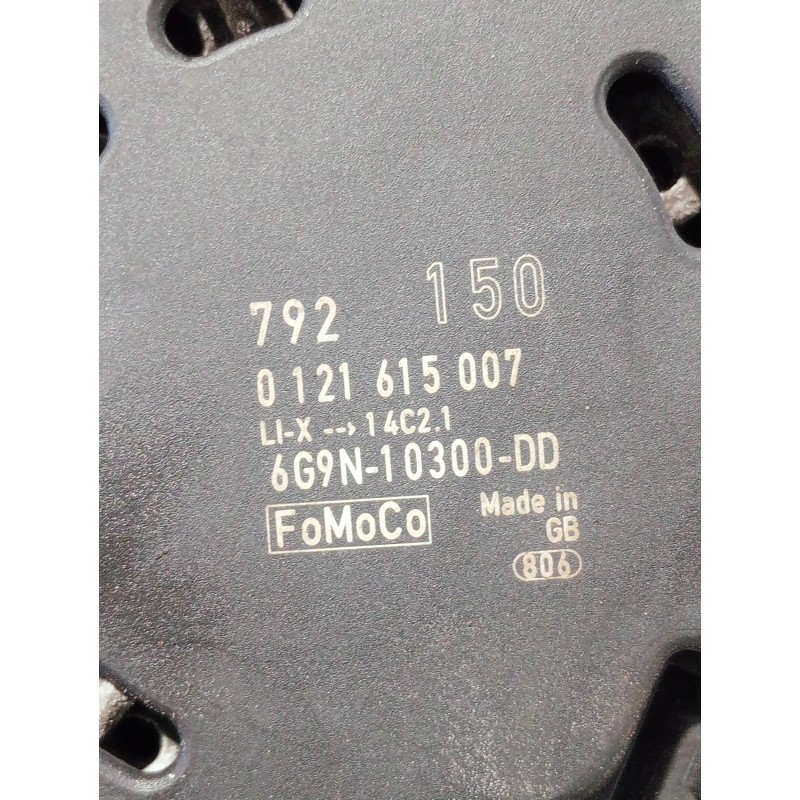 792 150
0 121 615 007
LI-X --> 14C2.1
6G9N-10300-DD
FoMoCo Made in
GB
806